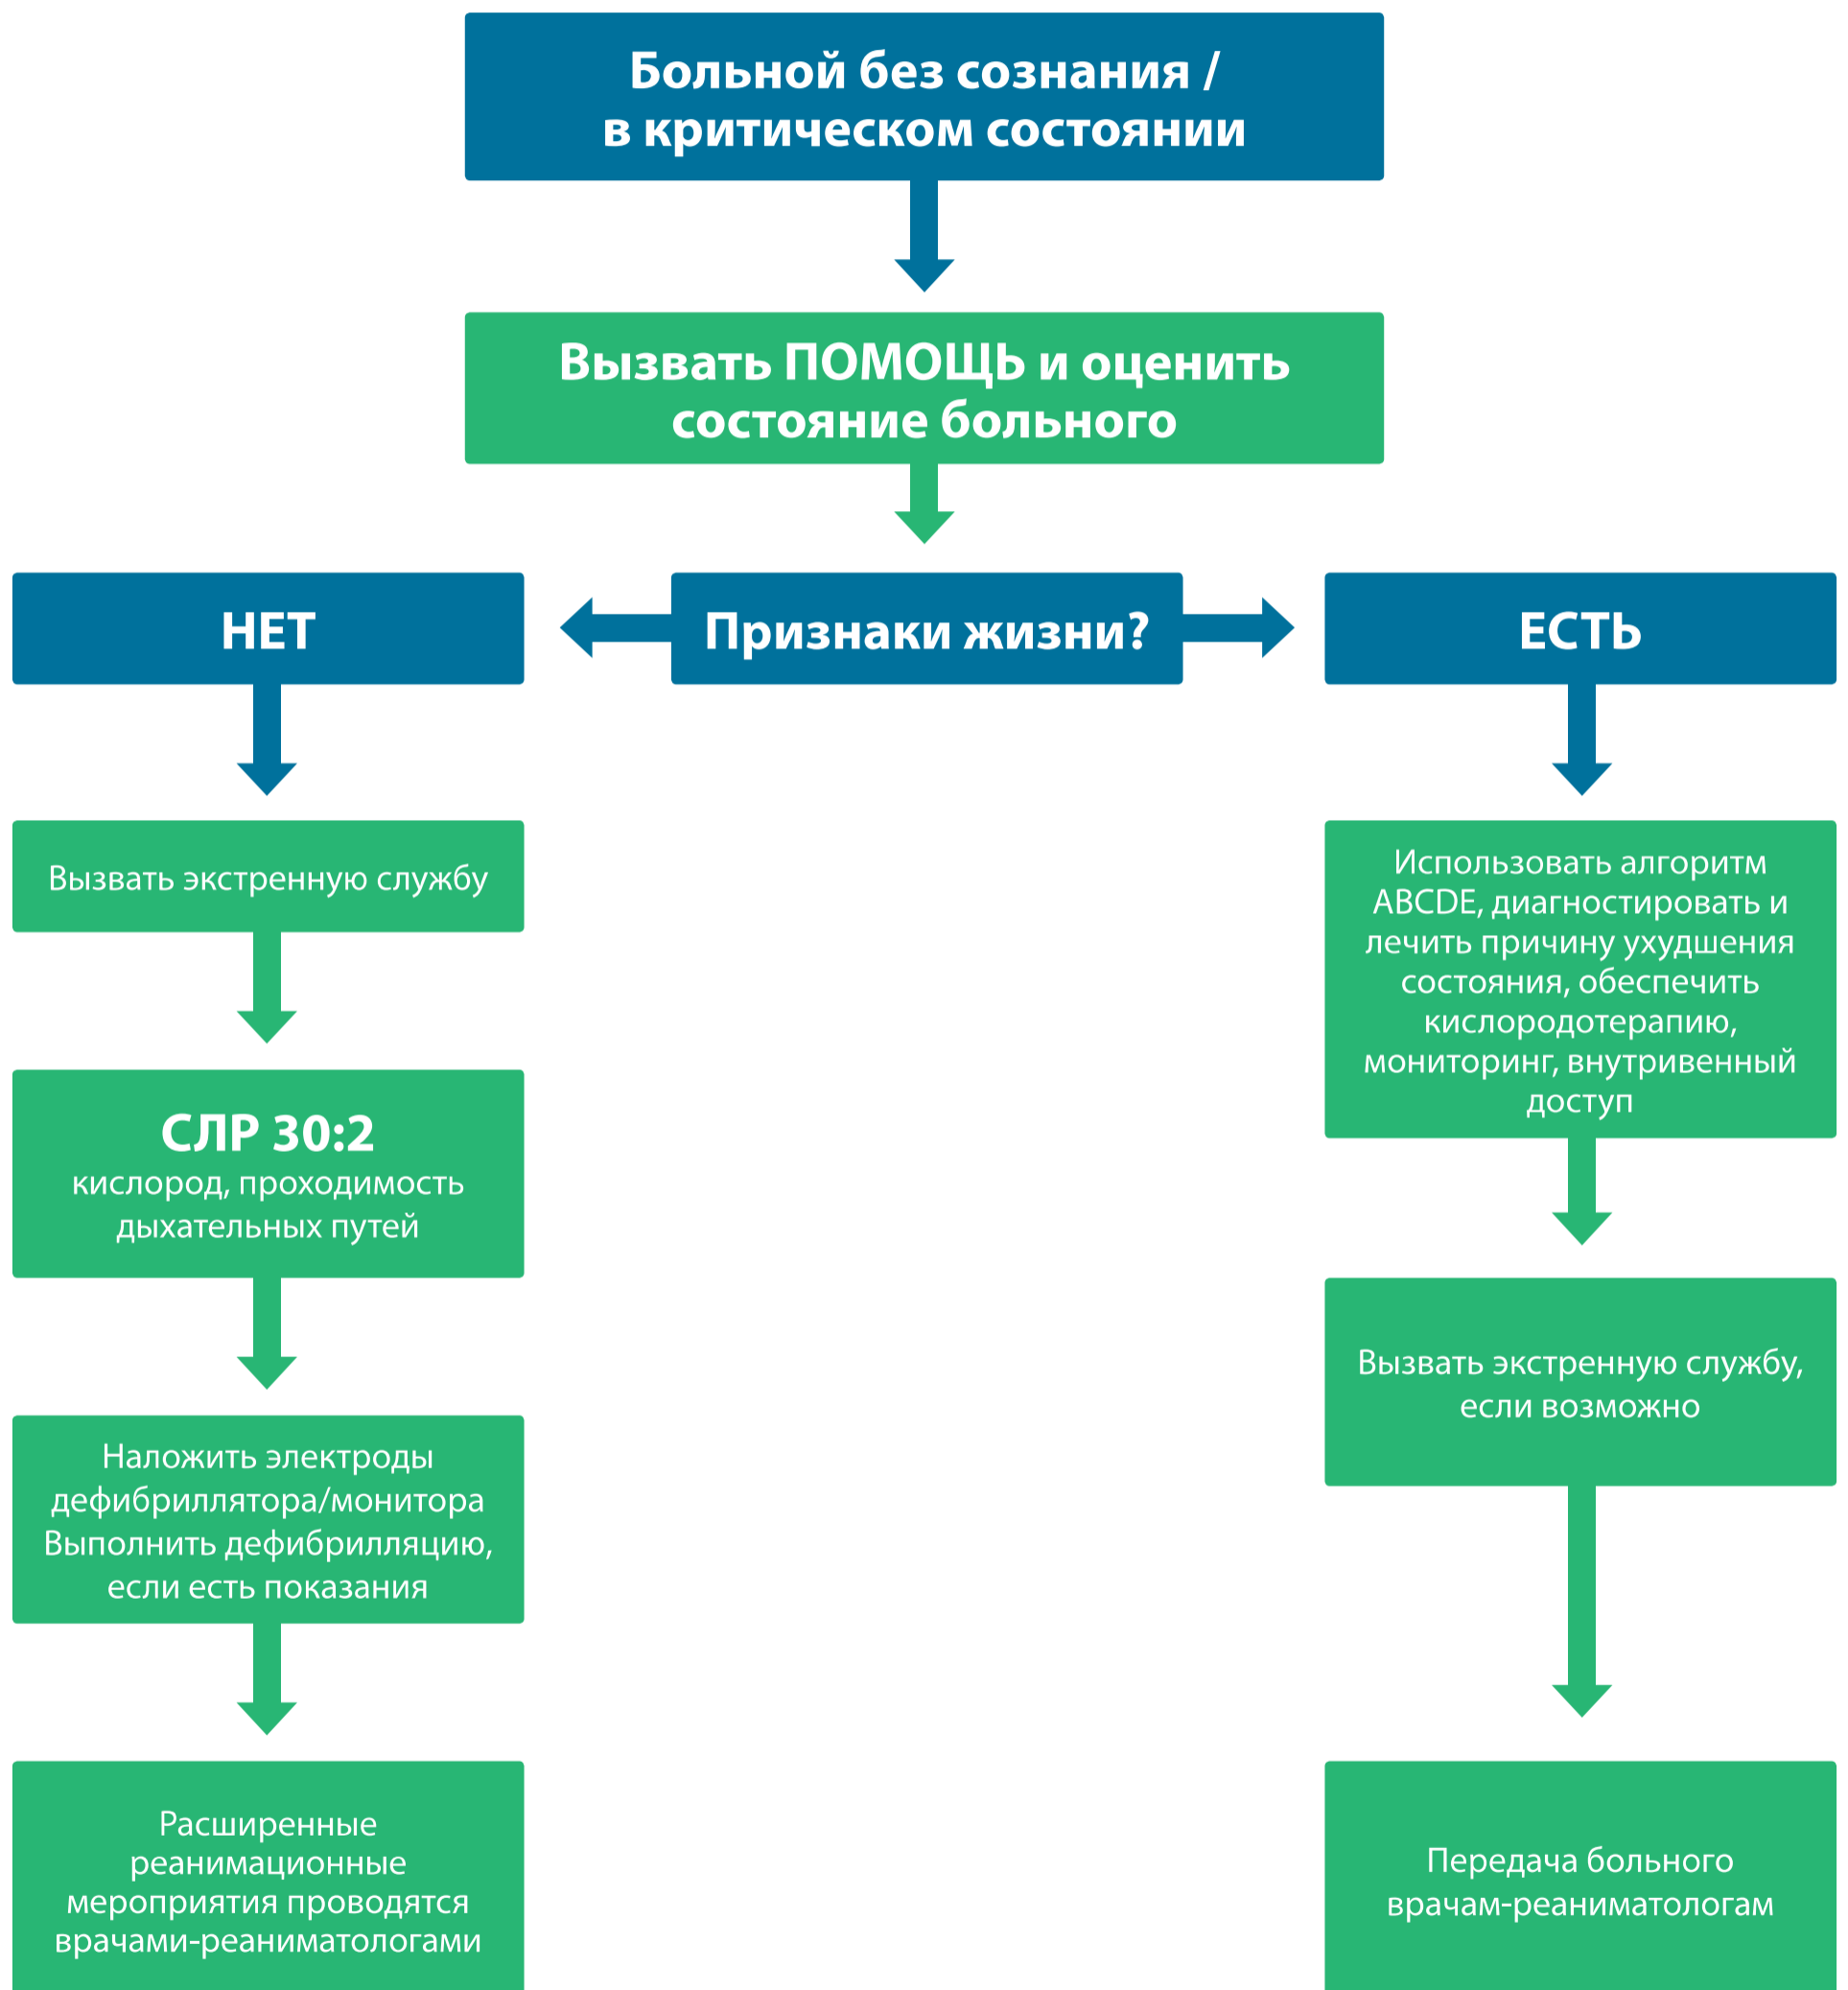 Больной без сознания /
в критическом состоянии
Вызвать ПОМОЩЬ и оценить
состояние больного
НЕТ
Признаки жизни?
ЕСТЬ
Вызвать экстренную службу
СЛР 30:2
кислород, проходимость
дыхательных путей
Наложить электроды
дефибриллятора/монитора
Выполнить дефибрилляцию,
если есть показания
Расширенные
реанимационные
мероприятия проводятся
врачами-реаниматологами
Использовать алгоритм
ABCDE, диагностировать и
лечить причину ухудшения
состояния, обеспечить
кислородотерапию,
мониторинг, внутривенный
доступ
Вызвать экстренную службу,
если возможно
Передача больного
врачам-реаниматологам